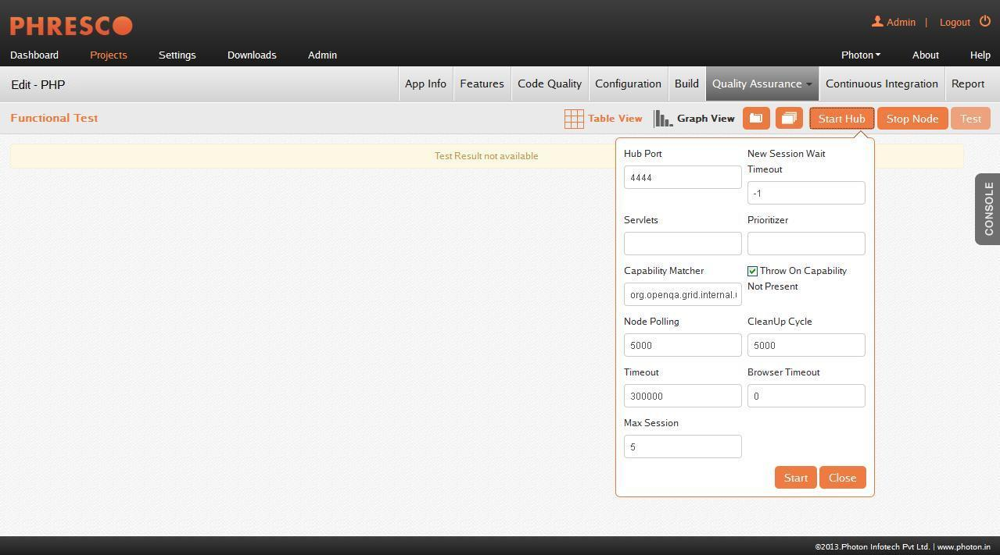 PHRESCO
Admin | Logout
Dashboard Projects Settings Downloads Admin Photon About Help
Edit - PHP App Info Features Code Quality Configuration Build Quality Assurance Continuous Integration Report
Functional Test Table View Graph View Start Hub Stop Node Test
Test Result not available
CONSOLE
Hub Port
4444
New Session Wait
Timeout
-1
Servlets
Prioritizer
Capability Matcher
org.openqa.grid.internal.
Throw On Capability
Not Present
Node Polling
5000
CleanUp Cycle
5000
Timeout
300000
Browser Timeout
0
Max Session
5
Start Close
©2013.Photon Infotech Pvt Ltd. | www.photon.in